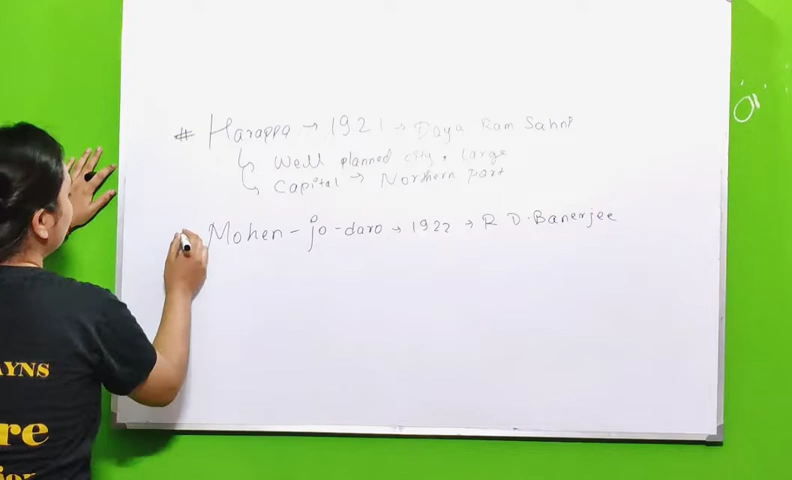 # Harappa → 1921 → Daya Ram Sahni
↳ Well planned city, large
↳ Capital → Northern part
Mohen-jo-daro → 1922 → R D. Banerjee